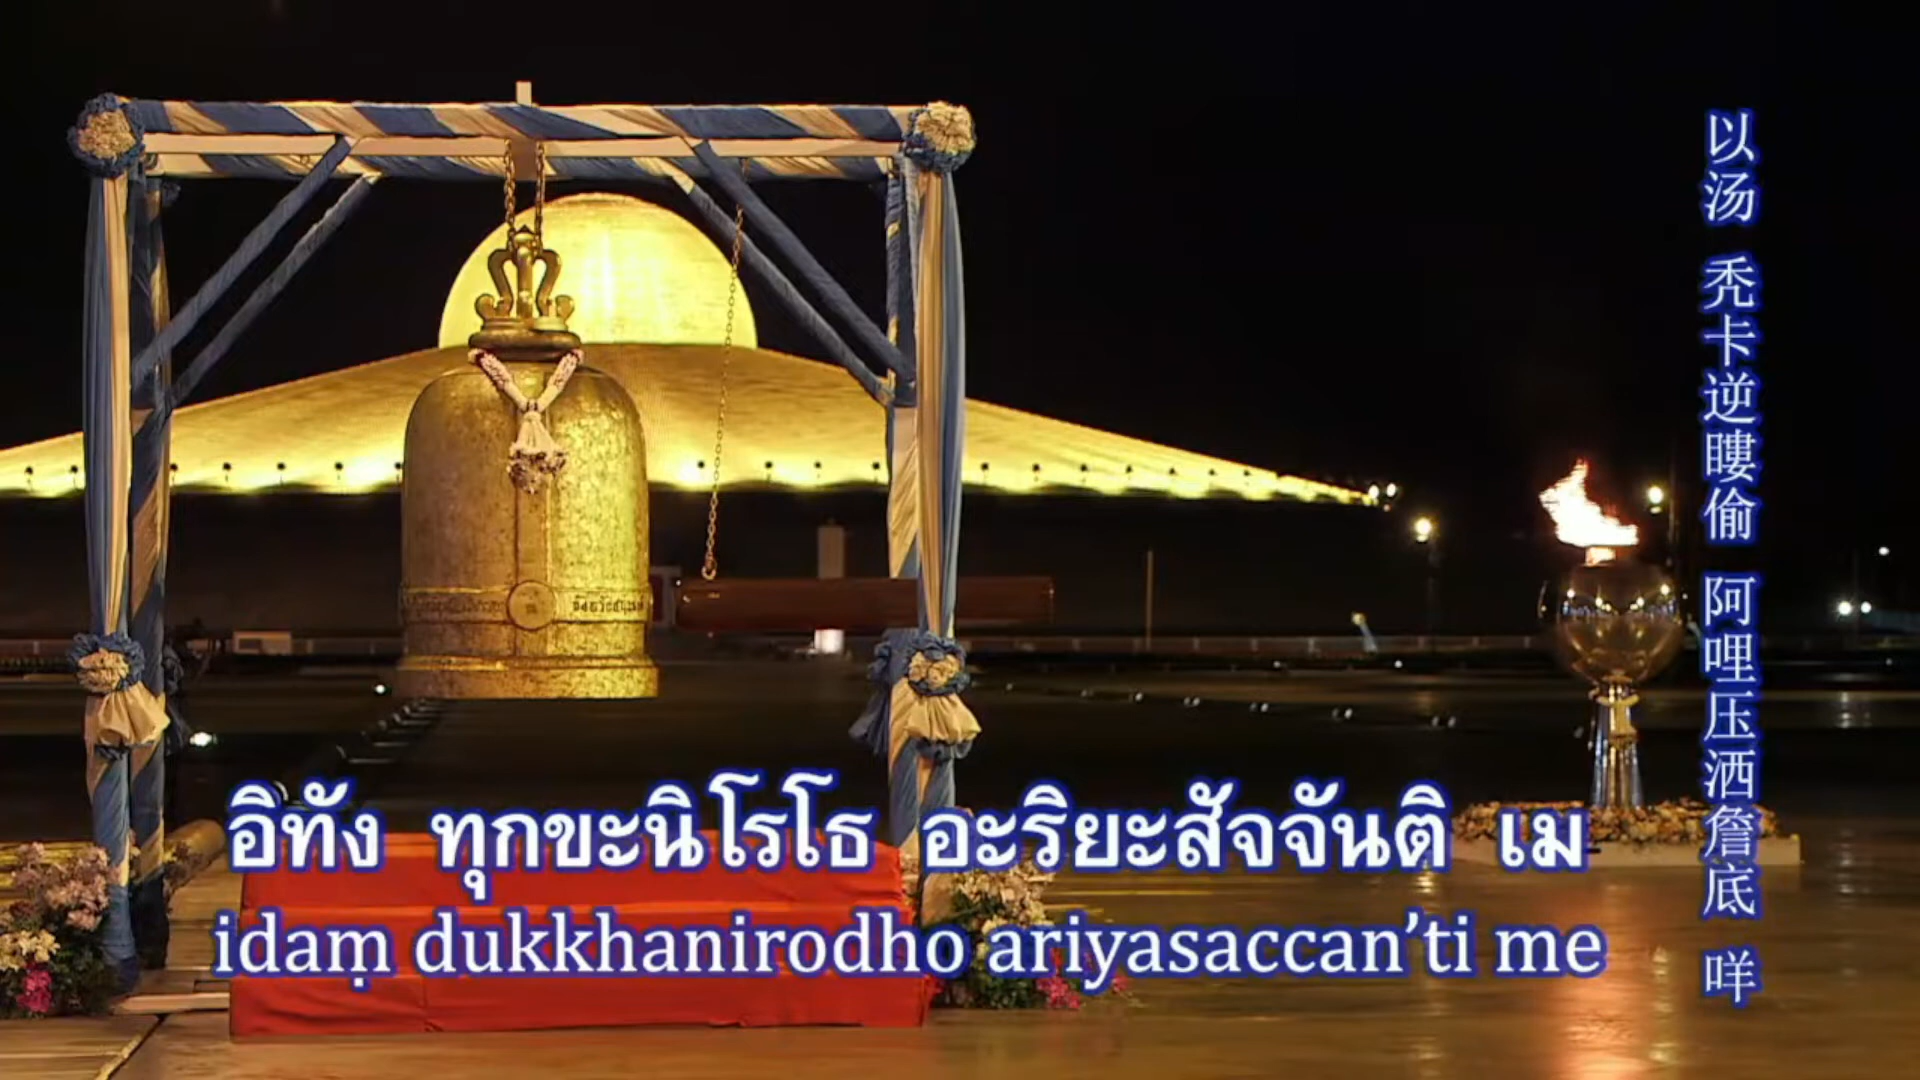 อิทัง ทุกขะนิโรโธ อะริยะสัจจันติ เม
idaṃ dukkhanirodho ariyasaccan’ti me
以汤 秃卡逆瞜偷 阿哩压洒詹底 咩